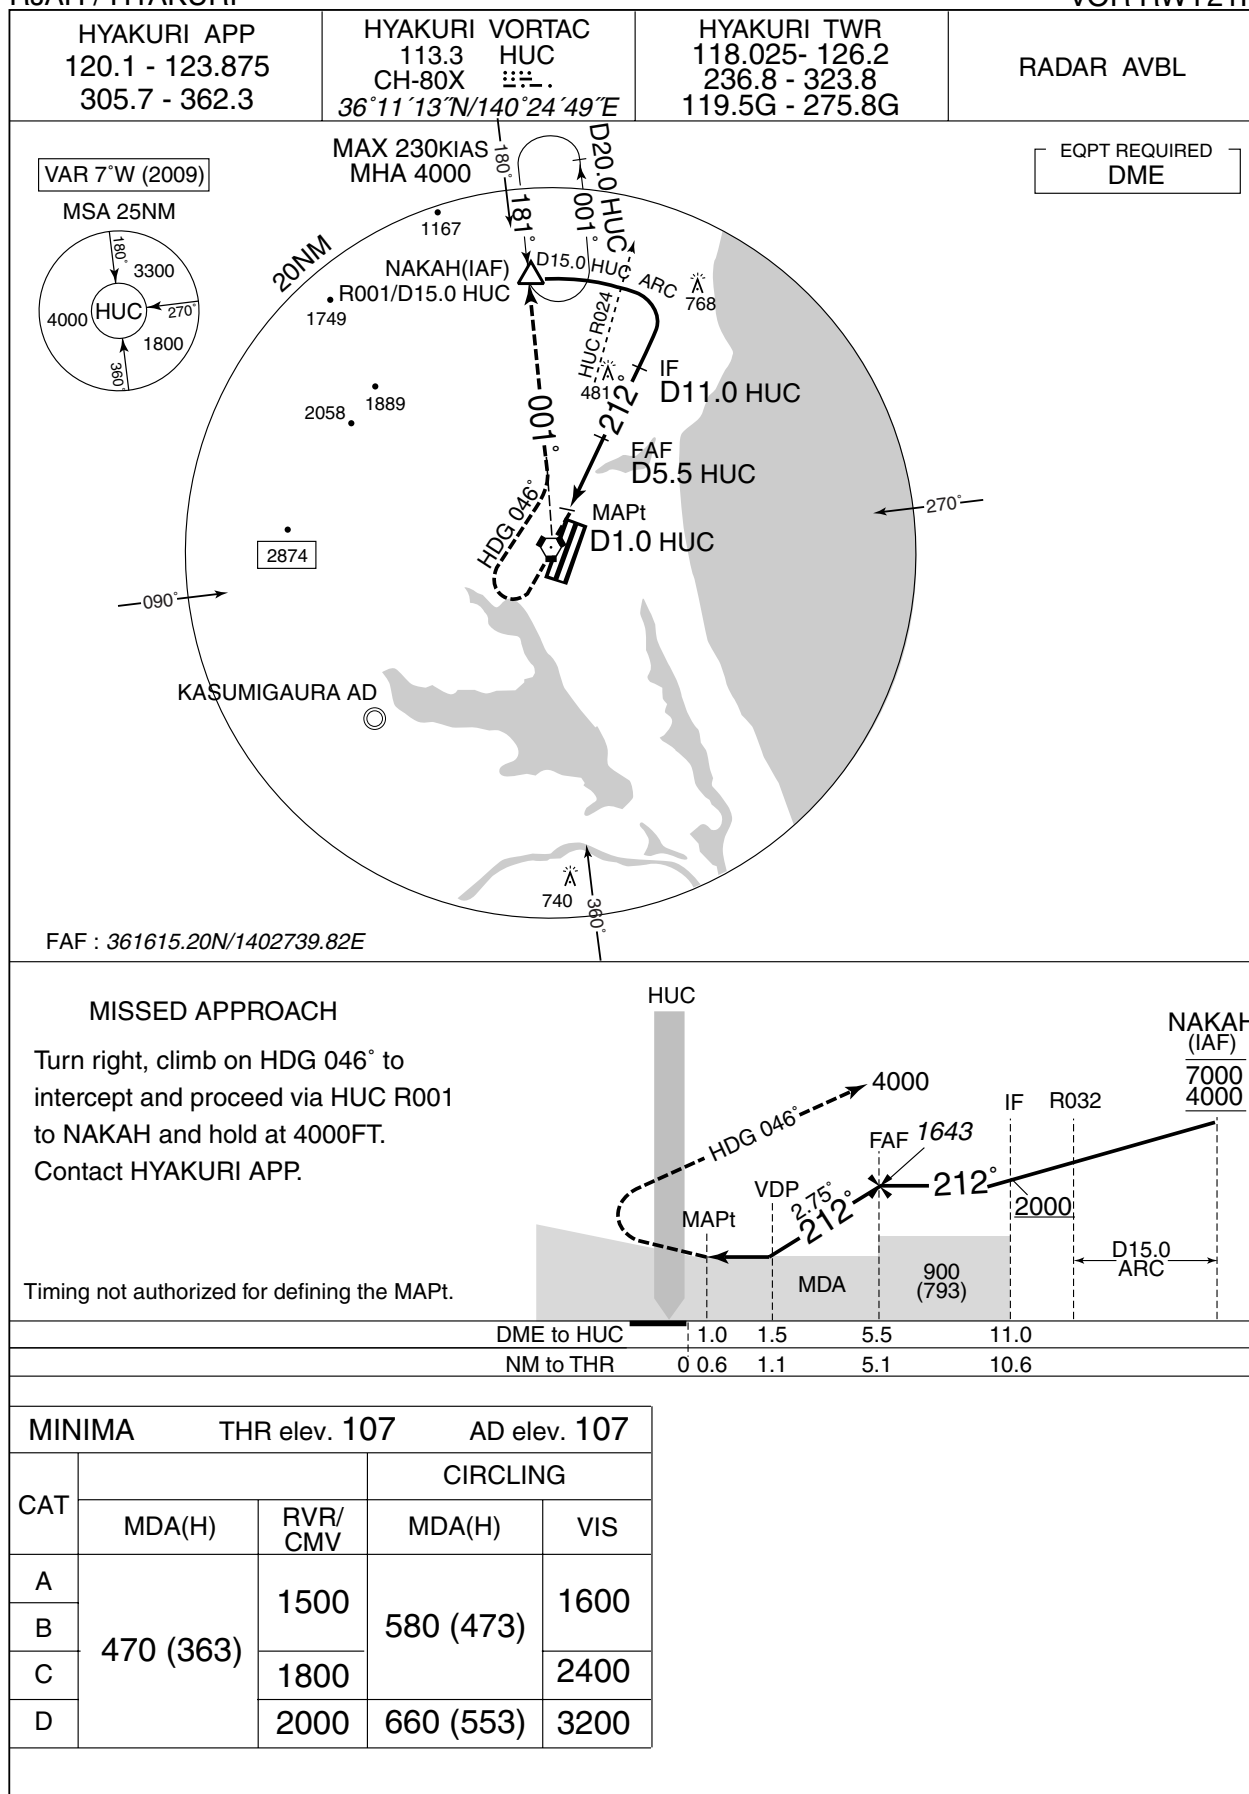 HYAKURI APP
120.1 - 123.875
305.7 - 362.3
HYAKURI VORTAC
113.3 HUC
CH-80X
36°11´13˝N/140°24´49˝E
HYAKURI TWR
118.025- 126.2
236.8 - 323.8
119.5G - 275.8G
RADAR AVBL
EQPT REQUIRED
DME
VAR 7°W (2009)
MSA 25NM
180°
3300
4000
HUC
270°
1800
360°
MAX 230KIAS
MHA 4000
180°
181°
001°
D20.0 HUC
1167
20NM
NAKAH(IAF)
R001/D15.0 HUC
D15.0 HUC ARC
768
1749
HUC R024
481
IF
D11.0 HUC
212°
2058
1889
001°
FAF
D5.5 HUC
HDG 046°
MAPt
D1.0 HUC
270°
2874
090°
KASUMIGAURA AD
740
360°
FAF : 361615.20N/1402739.82E
MISSED APPROACH
Turn right, climb on HDG 046° to
intercept and proceed via HUC R001
to NAKAH and hold at 4000FT.
Contact HYAKURI APP.
Timing not authorized for defining the MAPt.
HUC
NAKAH
(IAF)
7000
4000
4000
HDG 046°
IF
R032
FAF 1643
VDP
2.75°
212°
212°
2000
MAPt
MDA
900
(793)
D15.0
ARC
DME to HUC 1.0 1.5 5.5 11.0
NM to THR 0 0.6 1.1 5.1 10.6
MINIMA THR elev. 107 AD elev. 107
CAT
CIRCLING
MDA(H)
RVR/
CMV
MDA(H)
VIS
A
B
C
D
470 (363)
1500
1800
2000
580 (473)
660 (553)
1600
2400
3200